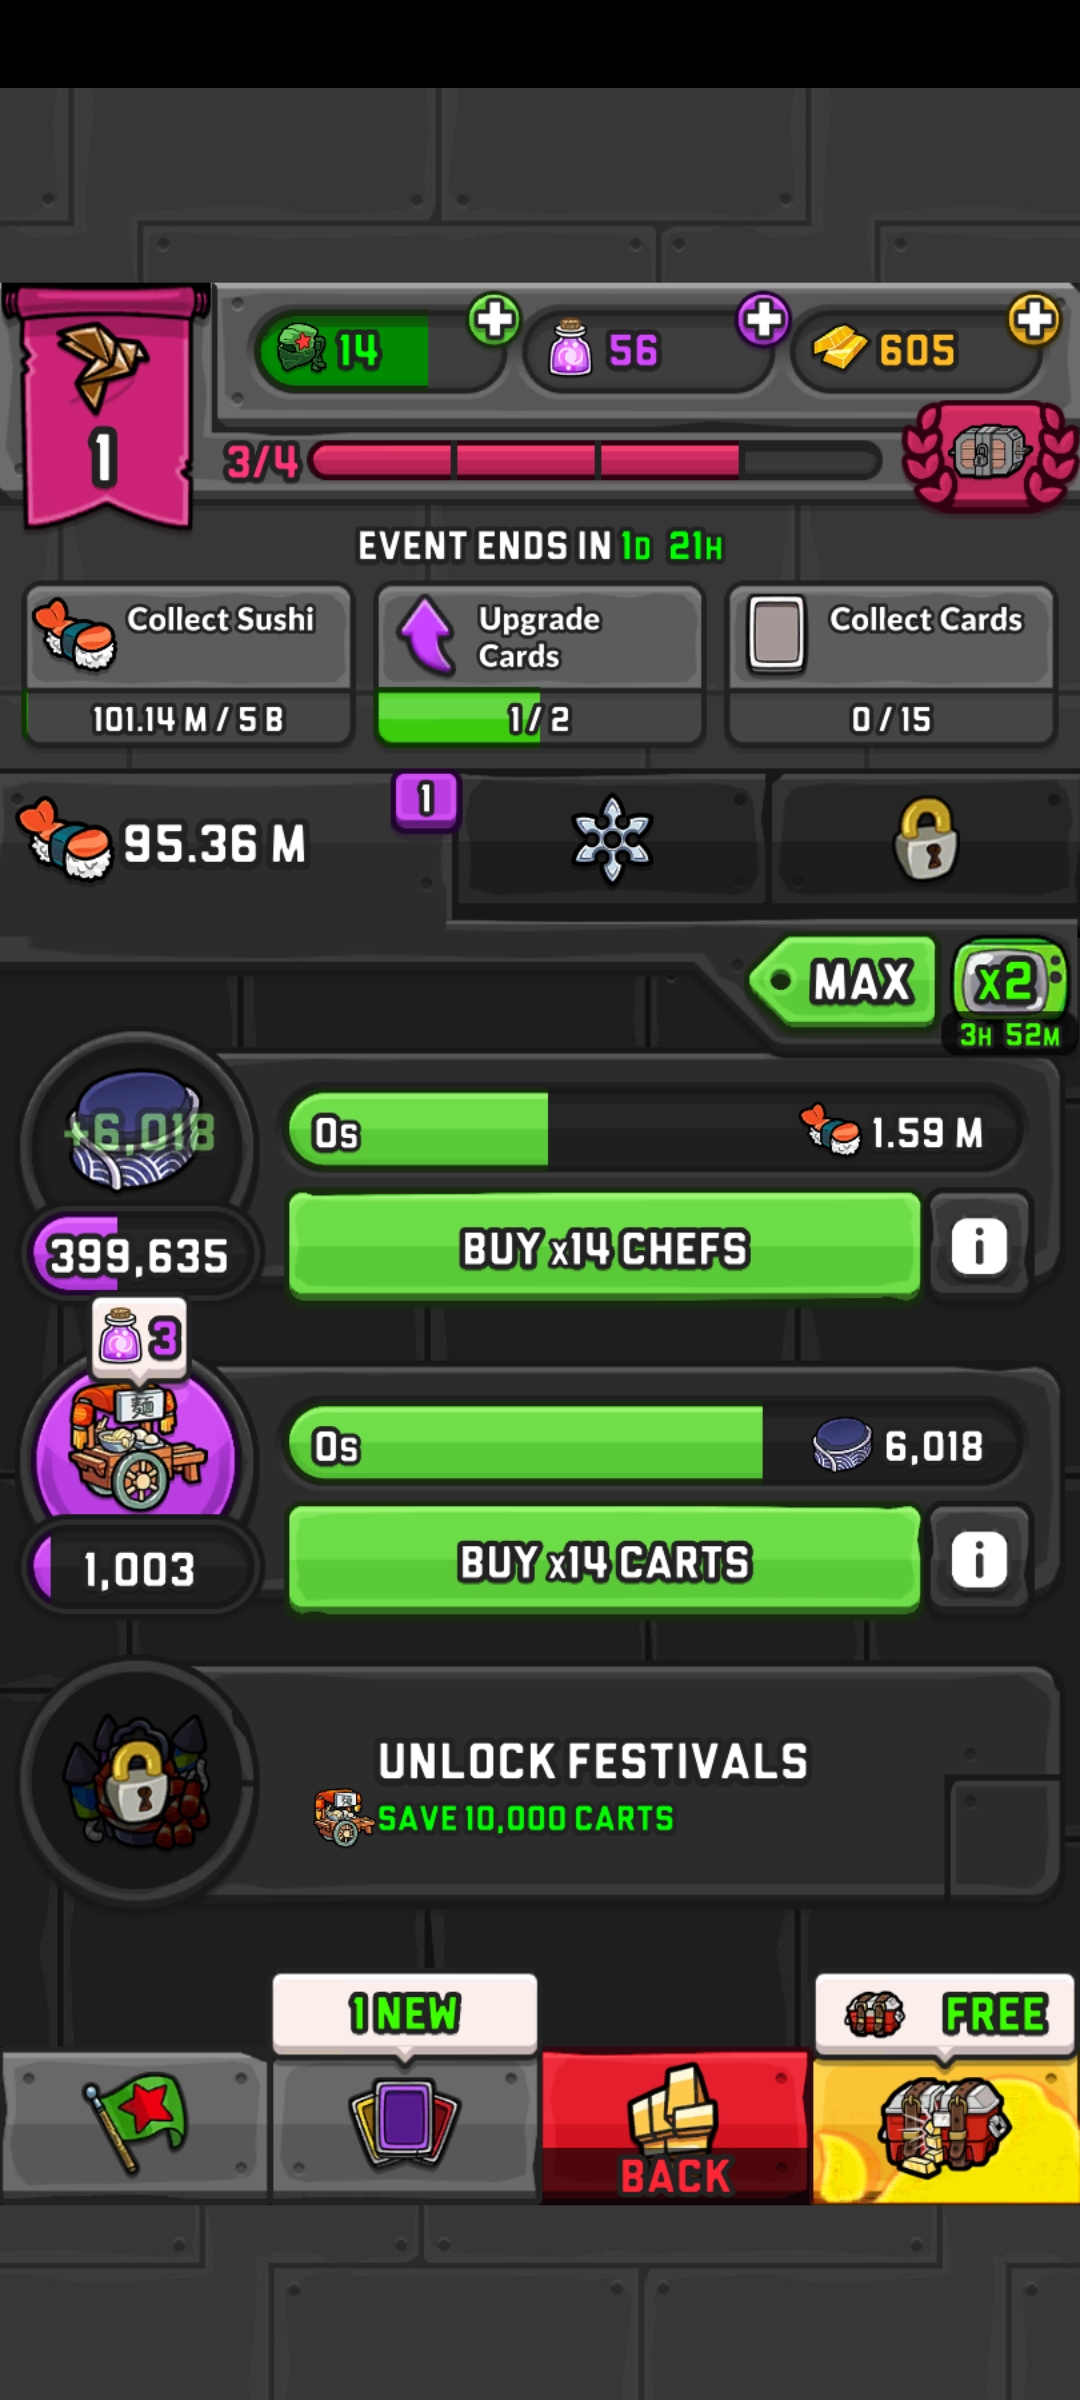 14
56
605
1
3/4
EVENT ENDS IN 1D 21H
Collect Sushi
101.14 M / 5 B
Upgrade
Cards
1 / 2
Collect Cards
0 / 15
95.36 M
1
MAX
x2
3H 52M
+6,018
0s
1.59 M
399,635
BUY x14 CHEFS
i
3
麺
0s
6,018
1,003
BUY x14 CARTS
i
UNLOCK FESTIVALS
SAVE 10,000 CARTS
1 NEW
FREE
BACK